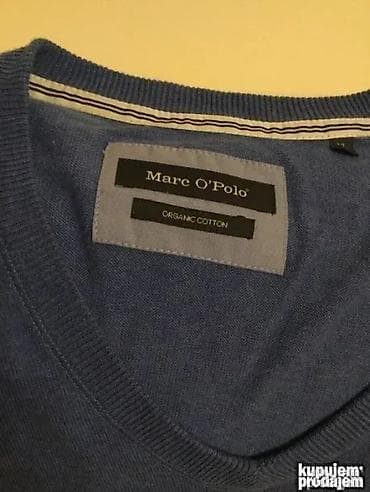 Marc O'Polo®
ORGANIC COTTON
kupujem
prodajem